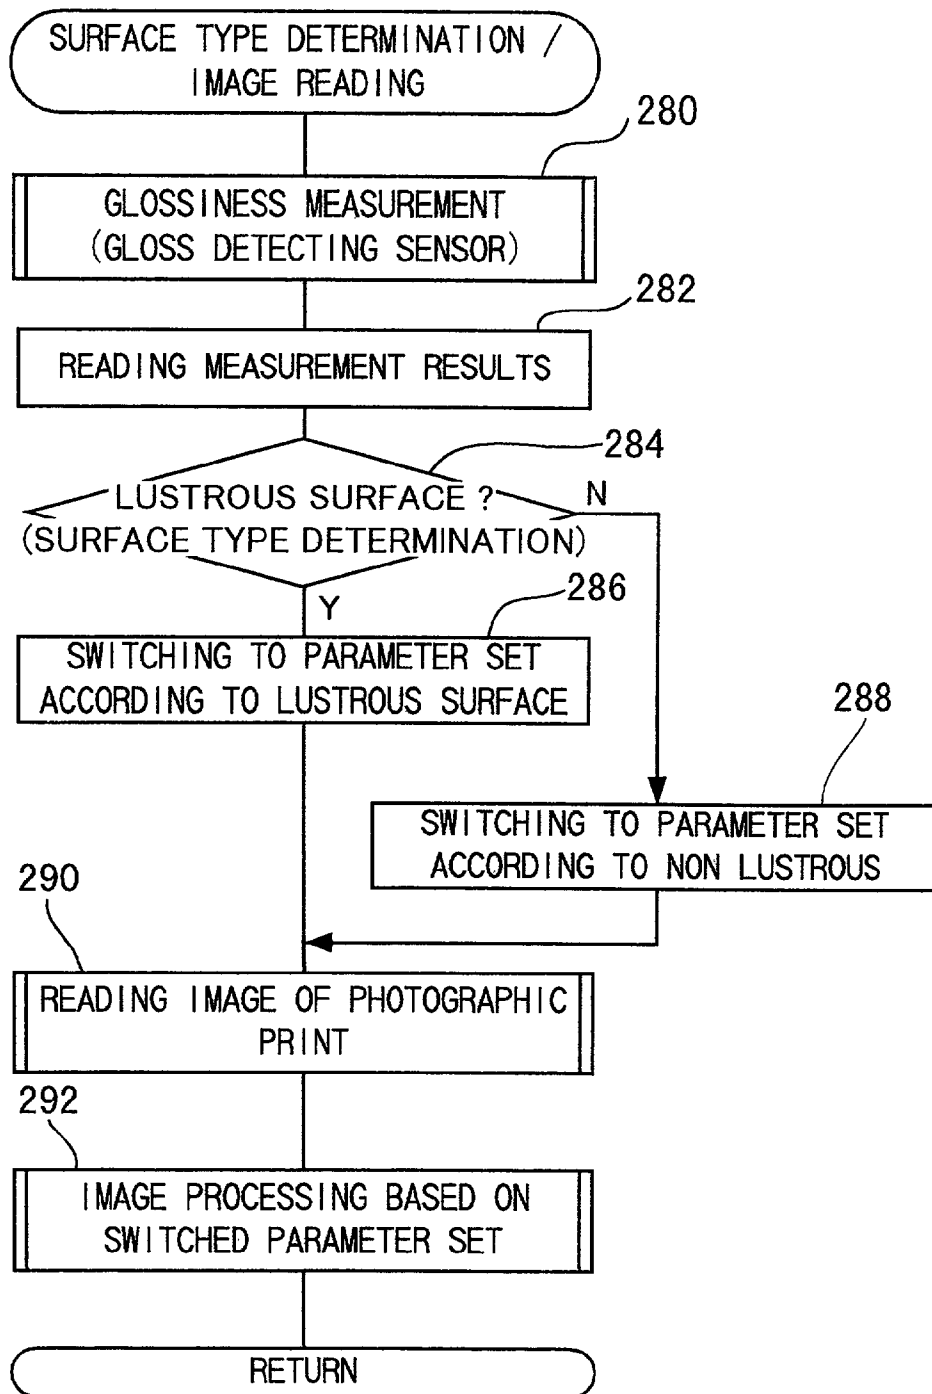 SURFACE TYPE DETERMINATION /
IMAGE READING
280
GLOSSINESS MEASUREMENT
(GLOSS DETECTING SENSOR)
282
READING MEASUREMENT RESULTS
284
LUSTROUS SURFACE ?
N
(SURFACE TYPE DETERMINATION)
Y
286
SWITCHING TO PARAMETER SET
ACCORDING TO LUSTROUS SURFACE
288
SWITCHING TO PARAMETER SET
ACCORDING TO NON LUSTROUS
290
READING IMAGE OF PHOTOGRAPHIC
PRINT
292
IMAGE PROCESSING BASED ON
SWITCHED PARAMETER SET
RETURN